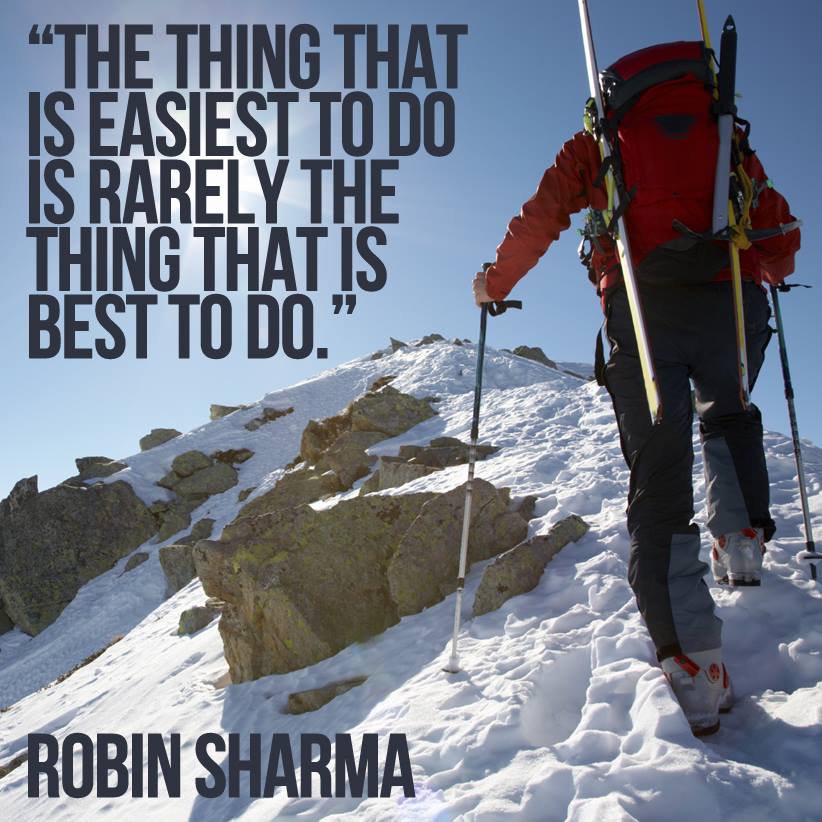 “THE THING THAT
IS EASIEST TO DO
IS RARELY THE
THING THAT IS
BEST TO DO.”
ROBIN SHARMA